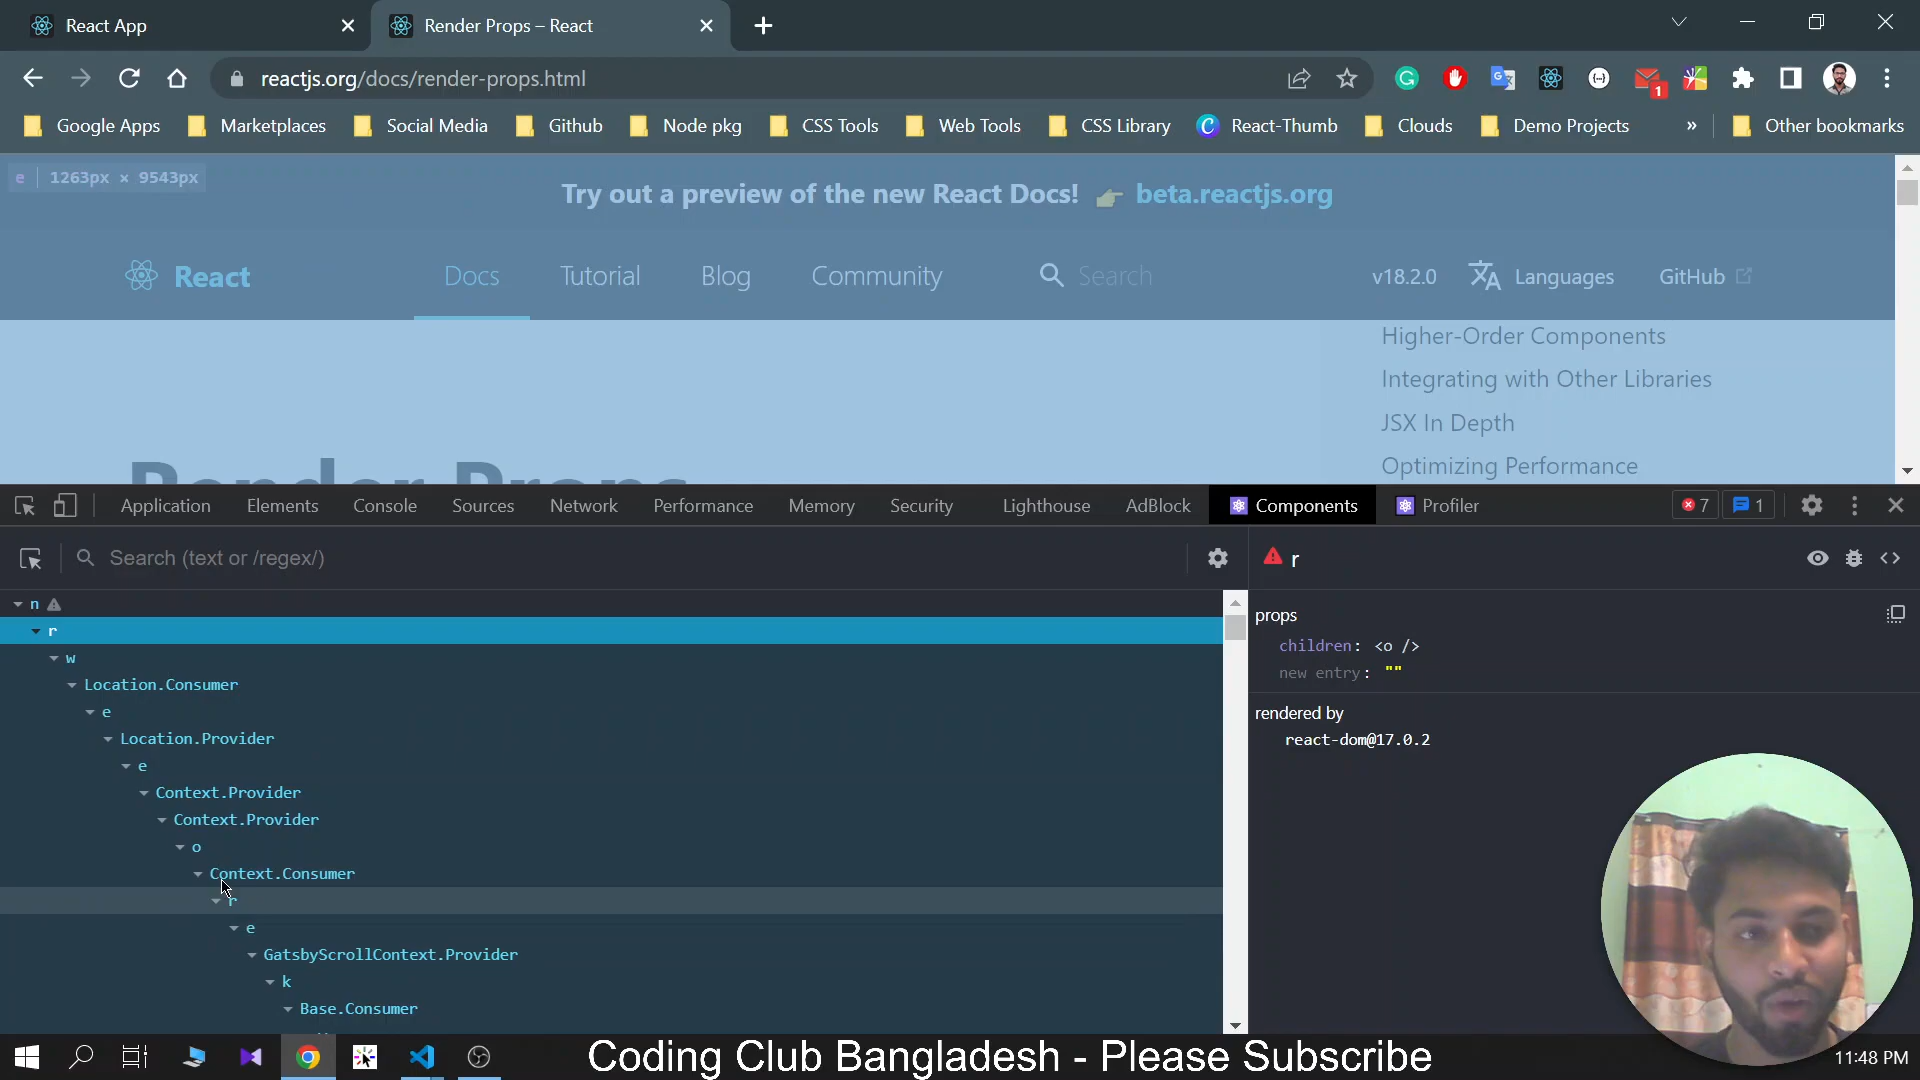 React App
Render Props – React
reactjs.org/docs/render-props.html
1
Google Apps
Marketplaces
Social Media
Github
Node pkg
CSS Tools
Web Tools
CSS Library
React-Thumb
Clouds
Demo Projects
»
Other bookmarks
e | 1263px × 9543px
Try out a preview of the new React Docs! beta.reactjs.org
React
Docs
Tutorial
Blog
Community
Search
v18.2.0
Languages
GitHub
Higher-Order Components
Integrating with Other Libraries
JSX In Depth
Optimizing Performance
Render Props
Application
Elements
Console
Sources
Network
Performance
Memory
Security
Lighthouse
AdBlock
Components
Profiler
7
1
Search (text or /regex/)
r
n
r
w
Location.Consumer
e
Location.Provider
e
Context.Provider
Context.Provider
o
Context.Consumer
r
e
GatsbyScrollContext.Provider
k
Base.Consumer
props
children: <o />
new entry: ""
rendered by
react-dom@17.0.2
Coding Club Bangladesh - Please Subscribe
11:48 PM